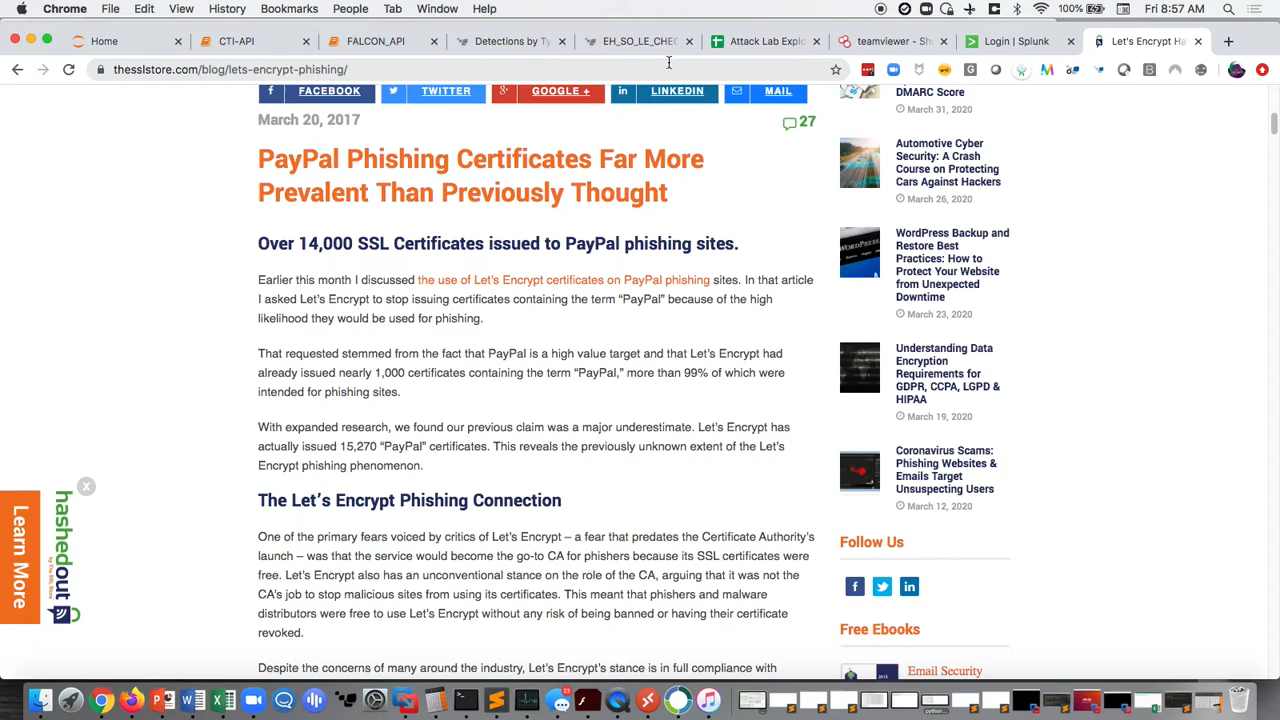 Chrome File Edit View History Bookmarks People Tab Window Help 100% Fri 8:57 AM
Home CTI-API FALCON_API Detections by Ty EH_SO_LE_CHEC Attack Lab Explo teamviewer - Sh Login | Splunk Let's Encrypt Ha
thesslstore.com/blog/lets-encrypt-phishing/
FACEBOOK TWITTER GOOGLE + LINKEDIN MAIL
March 20, 2017 27
PayPal Phishing Certificates Far More
Prevalent Than Previously Thought
Over 14,000 SSL Certificates issued to PayPal phishing sites.
Earlier this month I discussed the use of Let's Encrypt certificates on PayPal phishing sites. In that article
I asked Let's Encrypt to stop issuing certificates containing the term “PayPal” because of the high
likelihood they would be used for phishing.
That requested stemmed from the fact that PayPal is a high value target and that Let's Encrypt had
already issued nearly 1,000 certificates containing the term “PayPal,” more than 99% of which were
intended for phishing sites.
With expanded research, we found our previous claim was a major underestimate. Let's Encrypt has
actually issued 15,270 “PayPal” certificates. This reveals the previously unknown extent of the Let's
Encrypt phishing phenomenon.
The Let's Encrypt Phishing Connection
One of the primary fears voiced by critics of Let's Encrypt – a fear that predates the Certificate Authority's
launch – was that the service would become the go-to CA for phishers because its SSL certificates were
free. Let's Encrypt also has an unconventional stance on the role of the CA, arguing that it was not the
CA's job to stop malicious sites from using its certificates. This meant that phishers and malware
distributors were free to use Let's Encrypt without any risk of being banned or having their certificate
revoked.
Despite the concerns of many around the industry, Let's Encrypt's stance is in full compliance with
DMARC Score
March 31, 2020
Automotive Cyber
Security: A Crash
Course on Protecting
Cars Against Hackers
March 26, 2020
WordPress Backup and
Restore Best
Practices: How to
Protect Your Website
from Unexpected
Downtime
March 23, 2020
Understanding Data
Encryption
Requirements for
GDPR, CCPA, LGPD &
HIPAA
March 19, 2020
Coronavirus Scams:
Phishing Websites &
Emails Target
Unsuspecting Users
March 12, 2020
Follow Us
Free Ebooks
Email Security
Learn More
hashedout
by The SSL Store
23